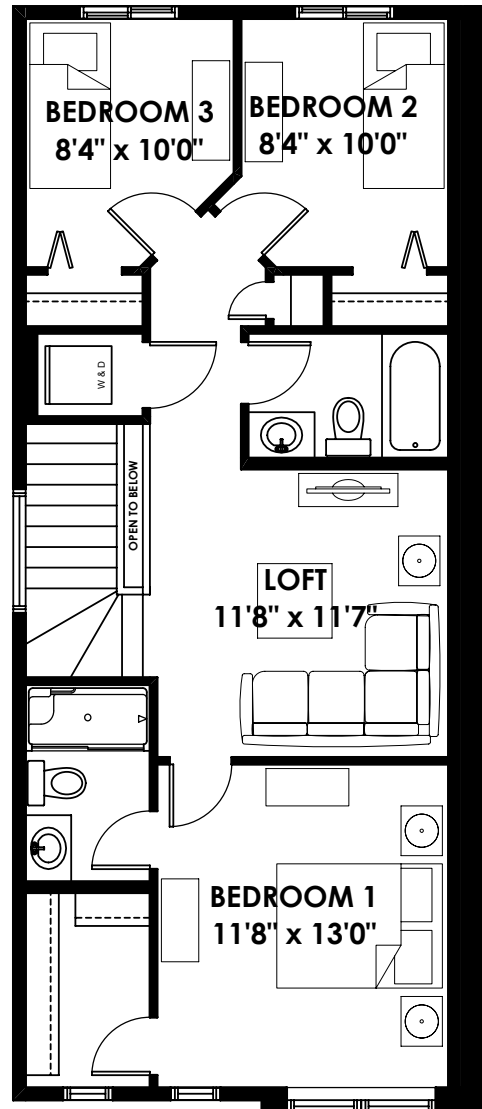 BEDROOM 3
8'4" x 10'0"
BEDROOM 2
8'4" x 10'0"
W & D
OPEN TO BELOW
LOFT
11'8" x 11'7"
BEDROOM 1
11'8" x 13'0"